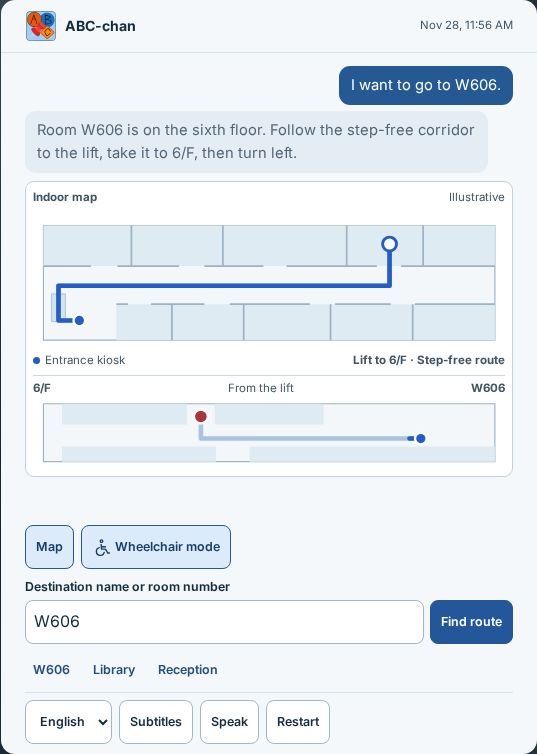 ABC-chan
Nov 28, 11:56 AM
I want to go to W606.
Room W606 is on the sixth floor. Follow the step-free corridor
to the lift, take it to 6/F, then turn left.
Indoor map
Illustrative
Entrance kiosk
Lift to 6/F · Step-free route
6/F
From the lift
W606
Map
Wheelchair mode
Destination name or room number
W606
Find route
W606
Library
Reception
English
Subtitles
Speak
Restart